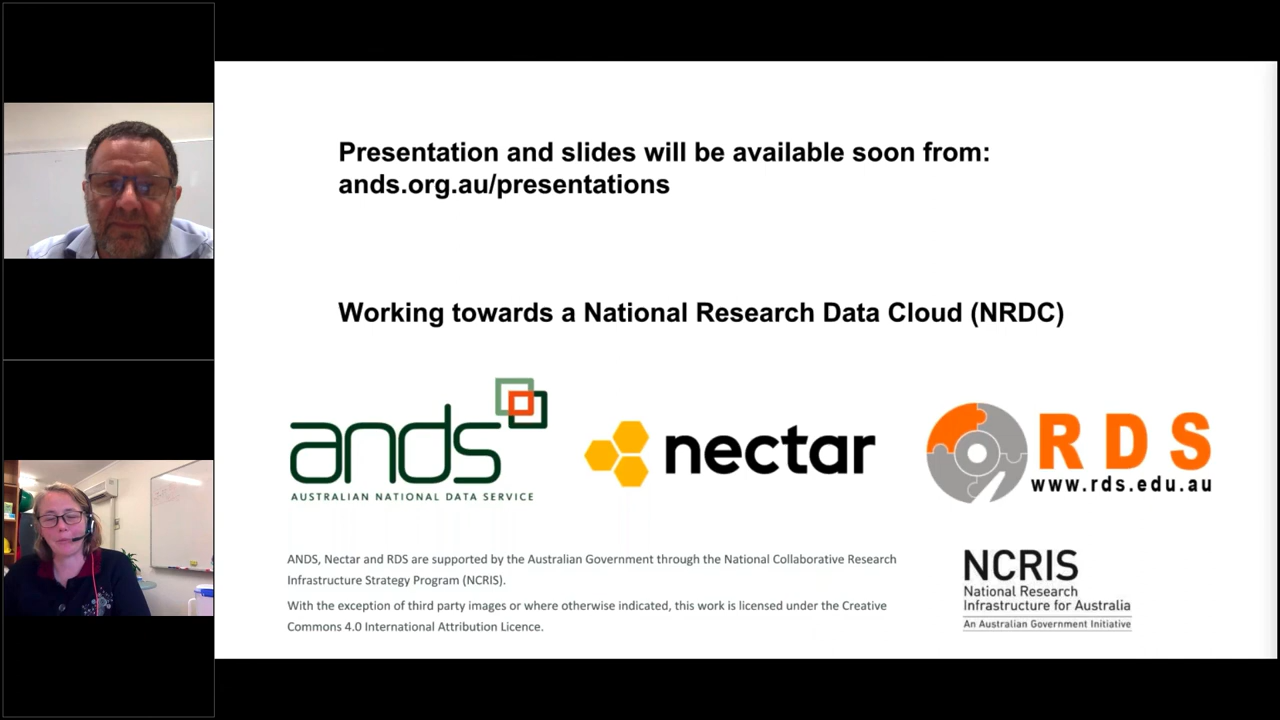 Presentation and slides will be available soon from:
ands.org.au/presentations
Working towards a National Research Data Cloud (NRDC)
ands
AUSTRALIAN NATIONAL DATA SERVICE
nectar
RDS
www.rds.edu.au
ANDS, Nectar and RDS are supported by the Australian Government through the National Collaborative Research
Infrastructure Strategy Program (NCRIS).
With the exception of third party images or where otherwise indicated, this work is licensed under the Creative
Commons 4.0 International Attribution Licence.
NCRIS
National Research
Infrastructure for Australia
An Australian Government Initiative